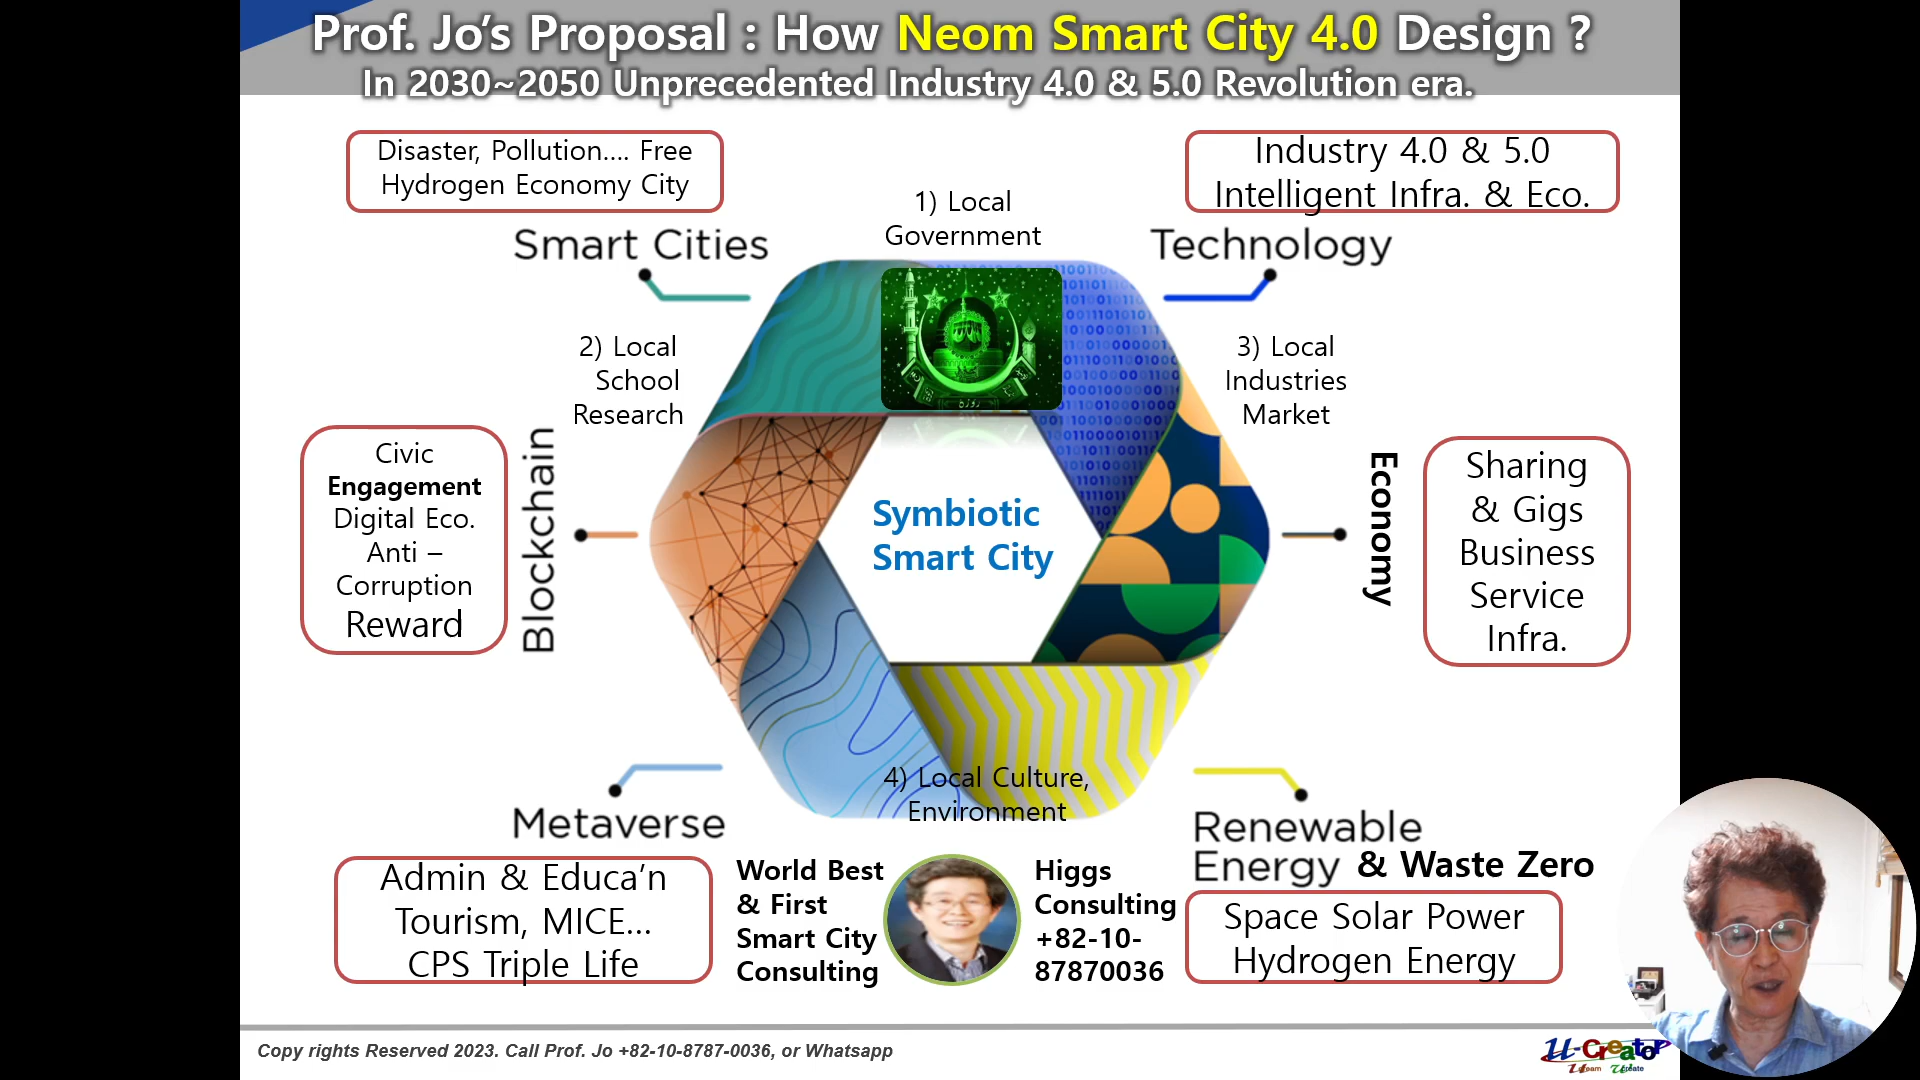 Prof. Jo's Proposal : How Neom Smart City 4.0 Design ?
In 2030~2050 Unprecedented Industry 4.0 & 5.0 Revolution era.
Disaster, Pollution.... Free
Hydrogen Economy City
Industry 4.0 & 5.0
Intelligent Infra. & Eco.
1) Local
Government
Smart Cities
Technology
2) Local
School
Research
3) Local
Industries
Market
Civic
Engagement
Digital Eco.
Anti –
Corruption
Reward
Blockchain
Symbiotic
Smart City
Economy
Sharing
& Gigs
Business
Service
Infra.
4) Local Culture,
Environment
Metaverse
Renewable
Energy & Waste Zero
Admin & Educa'n
Tourism, MICE...
CPS Triple Life
World Best
& First
Smart City
Consulting
Higgs
Consulting
+82-10-
87870036
Space Solar Power
Hydrogen Energy
Copy rights Reserved 2023. Call Prof. Jo +82-10-8787-0036, or Whatsapp
U-Creator